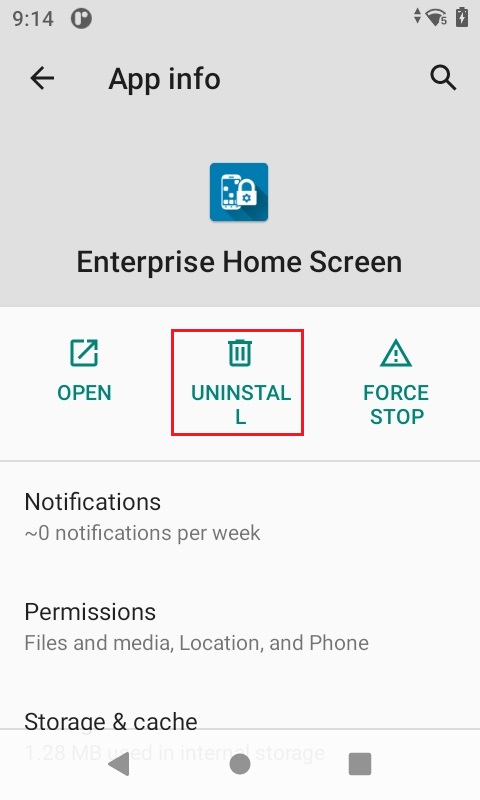 9:14
5
App info
Enterprise Home Screen
OPEN
UNINSTAL
L
FORCE
STOP
Notifications
~0 notifications per week
Permissions
Files and media, Location, and Phone
Storage & cache
1.28 MB used in internal storage